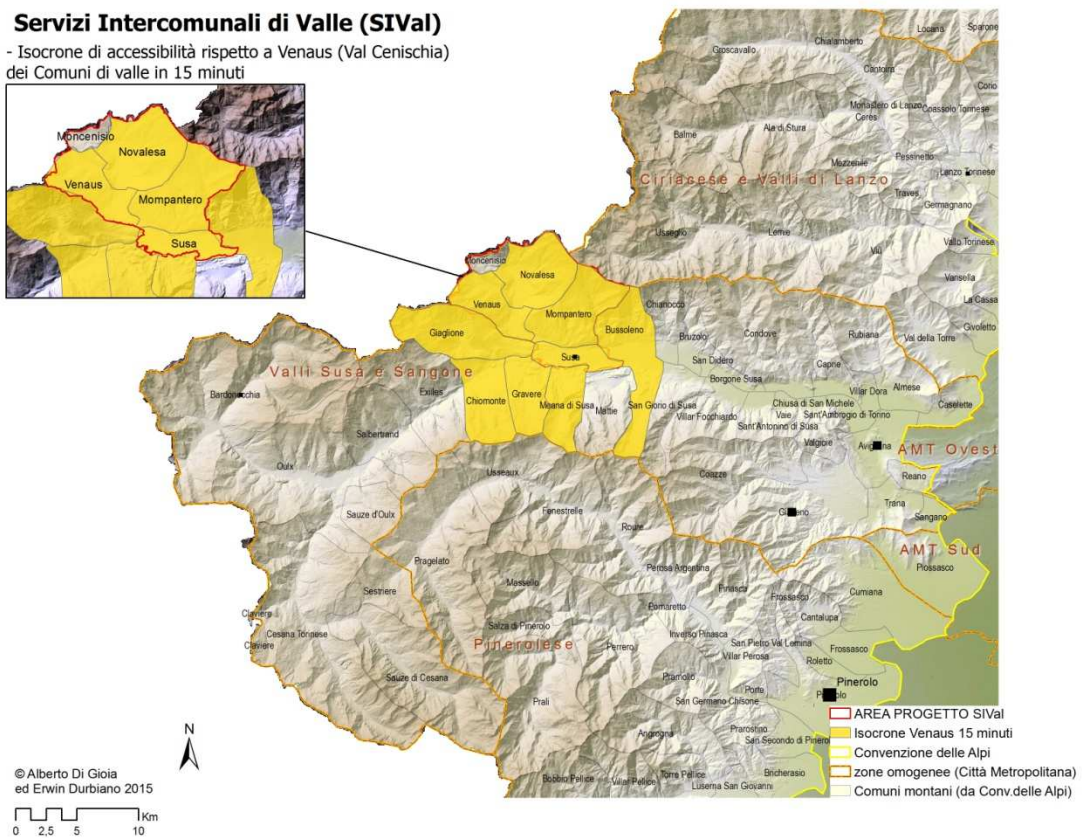 Servizi Intercomunali di Valle (SIVal)
- Isocrone di accessibilità rispetto a Venaus (Val Cenischia)
dei Comuni di valle in 15 minuti
Moncenisio
Novalesa
Venaus
Mompantero
Susa
Locana
Sparone
Chialamberto
Groscavallo
Cantoira
Corio
Monastero di Lanzo
Coassolo Torinese
Ceres
Balme
Ala di Stura
Mezzenile
Pessinetto
Lanzo Torinese
Ciriacese e Valli di Lanzo
Traves
Germagnano
Usseglio
Lemie
Viù
Vallo Torinese
Varisella
La Cassa
Givoletto
Moncenisio
Novalesa
Venaus
Mompantero
Bussoleno
Chianocco
Giaglione
Susa
Bruzolo
Condove
Rubiana
Val della Torre
San Didero
Caprie
Borgone Susa
Villar Dora
Almese
Caselette
Valli Susa e Sangone
Bardonecchia
Exilles
Chiomonte
Gravere
Meana di Susa
Mattie
San Giorio di Susa
Villar Focchiardo
Chiusa di San Michele
Vaie
Sant'Ambrogio di Torino
Sant'Antonino di Susa
Valgioie
Avigliana
AMT Ovest
Salbertrand
Oulx
Usseaux
Coazze
Reano
Trana
Sangano
Sauze d'Oulx
Fenestrelle
Roure
Giaveno
AMT Sud
Piossasco
Pragelato
Perosa Argentina
Massello
Pinasca
Frossasco
Cumiana
Sestriere
Pomaretto
Cantalupa
Claviere
Cesana Torinese
Claviere
Salza di Pinerolo
Inverso Pinasca
San Pietro Val Lemina
Pinerolese
Perrero
Villar Perosa
Frossasco
Roletto
Sauze di Cesana
Pramollo
Porte
Pinerolo
Pinerolo
Prali
San Germano Chisone
Prarostino
Angrogna
San Secondo di Pinerol
Bobbio Pellice
Villar Pellice
Torre Pellice
Bricherasio
Luserna San Giovanni
AREA PROGETTO SIVal
Isocrone Venaus 15 minuti
Convenzione delle Alpi
zone omogenee (Città Metropolitana)
Comuni montani (da Conv.delle Alpi)
N
© Alberto Di Gioia
ed Erwin Durbiano 2015
Km
0 2,5 5 10